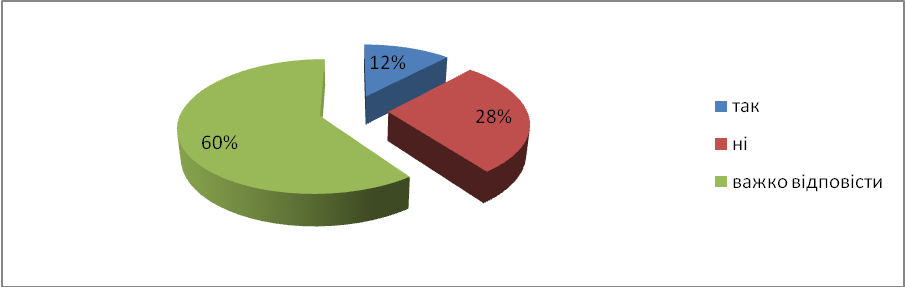 12%
28%
60%
так
ні
важко відповісти